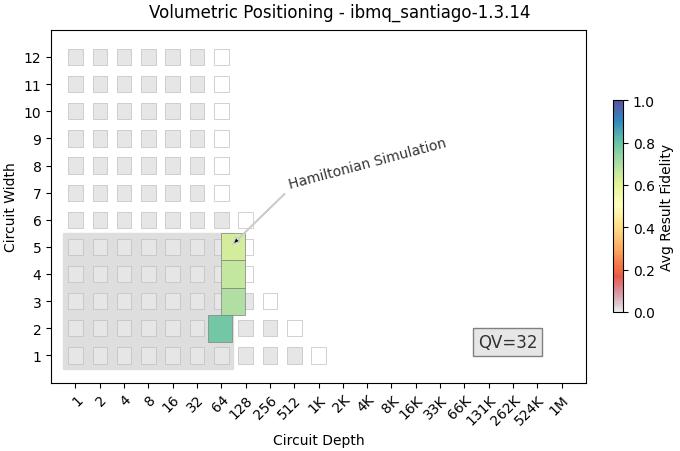 Volumetric Positioning - ibmq_santiago-1.3.14
12
11
10
9
8
7
6
5
4
3
2
1
Circuit Width
Hamiltonian Simulation
QV=32
1 2 4 8 16 32 64 128 256 512 1K 2K 4K 8K 16K 33K 66K 131K 262K 524K 1M
Circuit Depth
1.0
0.8
0.6
0.4
0.2
0.0
Avg Result Fidelity